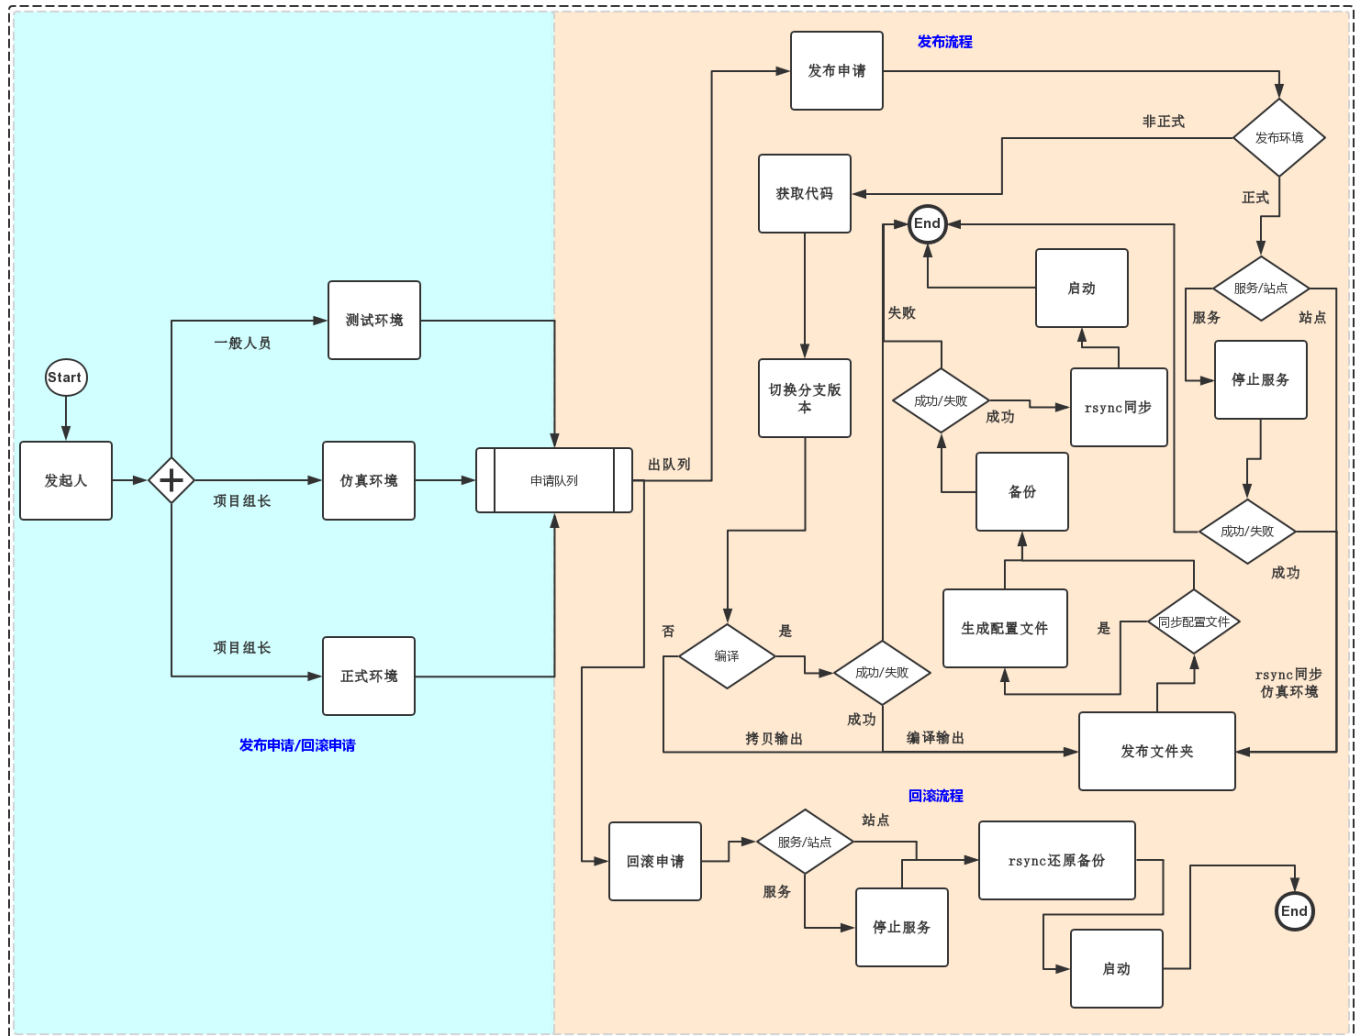 发布流程
发布申请
非正式
发布环境
获取代码
正式
End
启动
服务/站点
服务
站点
失败
测试环境
一般人员
Start
停止服务
切换分支版
本
成功/失败
成功
rsync同步
发起人
项目组长
仿真环境
申请队列
出队列
备份
成功/失败
成功
生成配置文件
是
同步配置文件
否
编译
是
成功/失败
成功
项目组长
正式环境
rsync同步
仿真环境
拷贝输出
编译输出
发布文件夹
发布申请/回滚申请
回滚流程
回滚申请
服务/站点
站点
服务
停止服务
rsync还原备份
启动
End